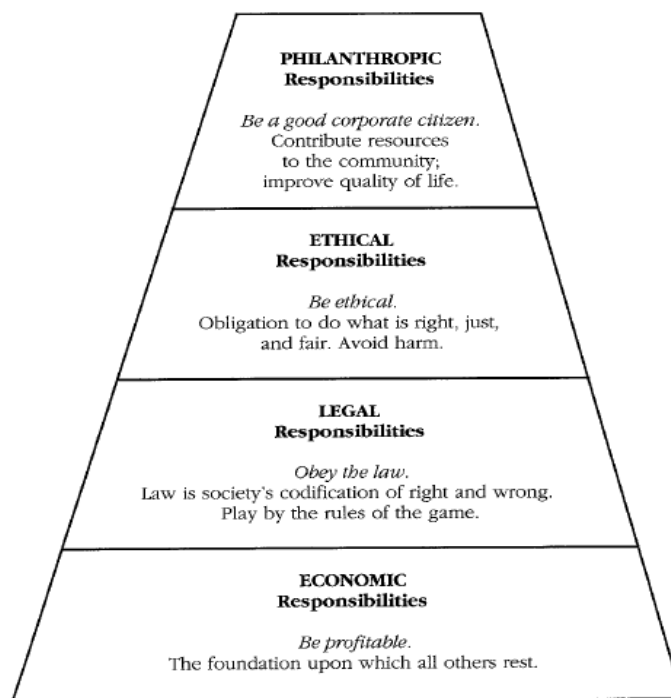 PHILANTHROPIC
Responsibilities
Be a good corporate citizen.
Contribute resources
to the community;
improve quality of life.
ETHICAL
Responsibilities
Be ethical.
Obligation to do what is right, just,
and fair. Avoid harm.
LEGAL
Responsibilities
Obey the law.
Law is society's codification of right and wrong.
Play by the rules of the game.
ECONOMIC
Responsibilities
Be profitable.
The foundation upon which all others rest.